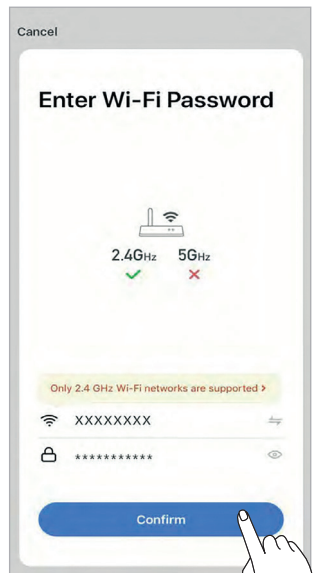 Cancel
Enter Wi-Fi Password
2.4GHz 5GHz
Only 2.4 GHz Wi-Fi networks are supported >
XXXXXXXX
***********
Confirm